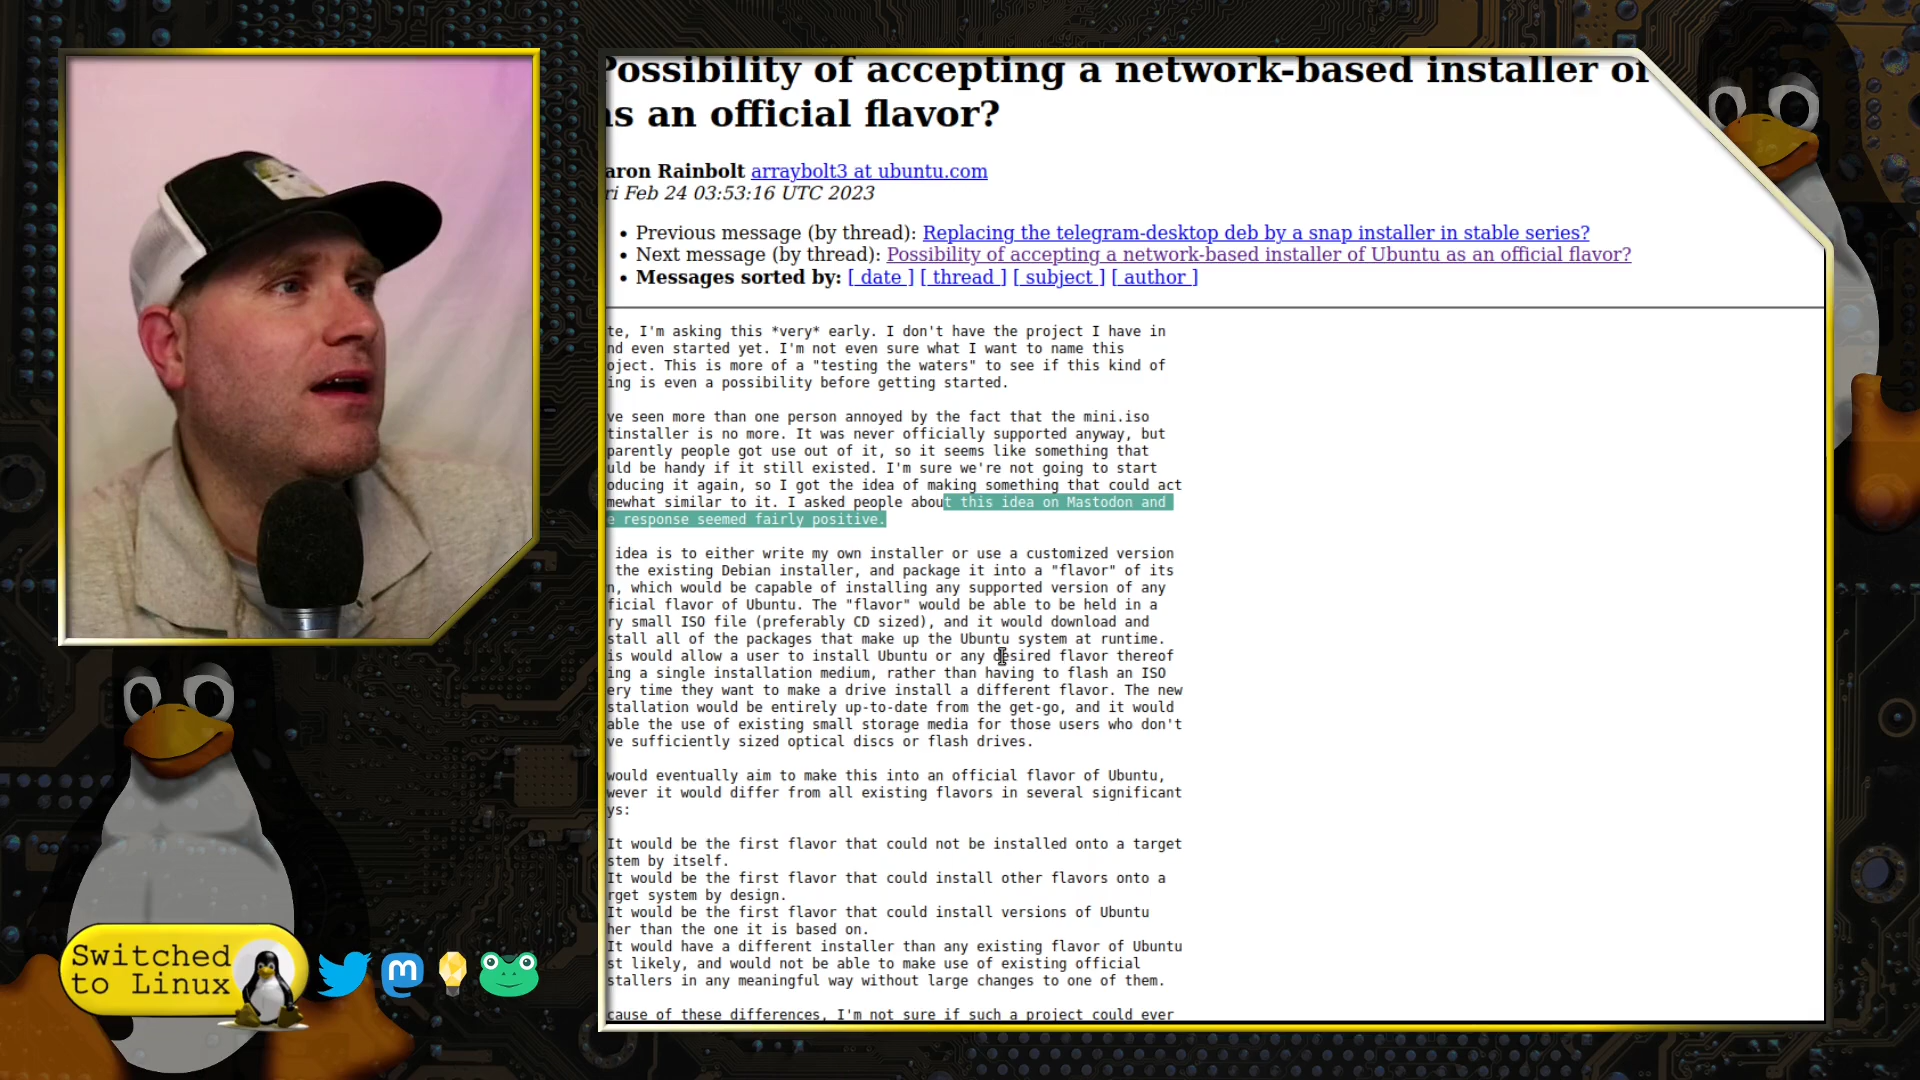 Possibility of accepting a network-based installer of
as an official flavor?
aron Rainbolt arraybolt3 at ubuntu.com
ri Feb 24 03:53:16 UTC 2023
• Previous message (by thread): Replacing the telegram-desktop deb by a snap installer in stable series?
• Next message (by thread): Possibility of accepting a network-based installer of Ubuntu as an official flavor?
• Messages sorted by: [ date ] [ thread ] [ subject ] [ author ]
te, I'm asking this *very* early. I don't have the project I have in
nd even started yet. I'm not even sure what I want to name this
oject. This is more of a "testing the waters" to see if this kind of
ing is even a possibility before getting started.
ve seen more than one person annoyed by the fact that the mini.iso
tinstaller is no more. It was never officially supported anyway, but
parently people got use out of it, so it seems like something that
uld be handy if it still existed. I'm sure we're not going to start
oducing it again, so I got the idea of making something that could act
mewhat similar to it. I asked people about this idea on Mastodon and
e response seemed fairly positive.
idea is to either write my own installer or use a customized version
the existing Debian installer, and package it into a "flavor" of its
n, which would be capable of installing any supported version of any
ficial flavor of Ubuntu. The "flavor" would be able to be held in a
ry small ISO file (preferably CD sized), and it would download and
stall all of the packages that make up the Ubuntu system at runtime.
is would allow a user to install Ubuntu or any desired flavor thereof
ing a single installation medium, rather than having to flash an ISO
ery time they want to make a drive install a different flavor. The new
stallation would be entirely up-to-date from the get-go, and it would
able the use of existing small storage media for those users who don't
ve sufficiently sized optical discs or flash drives.
would eventually aim to make this into an official flavor of Ubuntu,
wever it would differ from all existing flavors in several significant
ys:
It would be the first flavor that could not be installed onto a target
stem by itself.
It would be the first flavor that could install other flavors onto a
rget system by design.
It would be the first flavor that could install versions of Ubuntu
her than the one it is based on.
It would have a different installer than any existing flavor of Ubuntu
st likely, and would not be able to make use of existing official
stallers in any meaningful way without large changes to one of them.
cause of these differences, I'm not sure if such a project could ever
Switched
to Linux